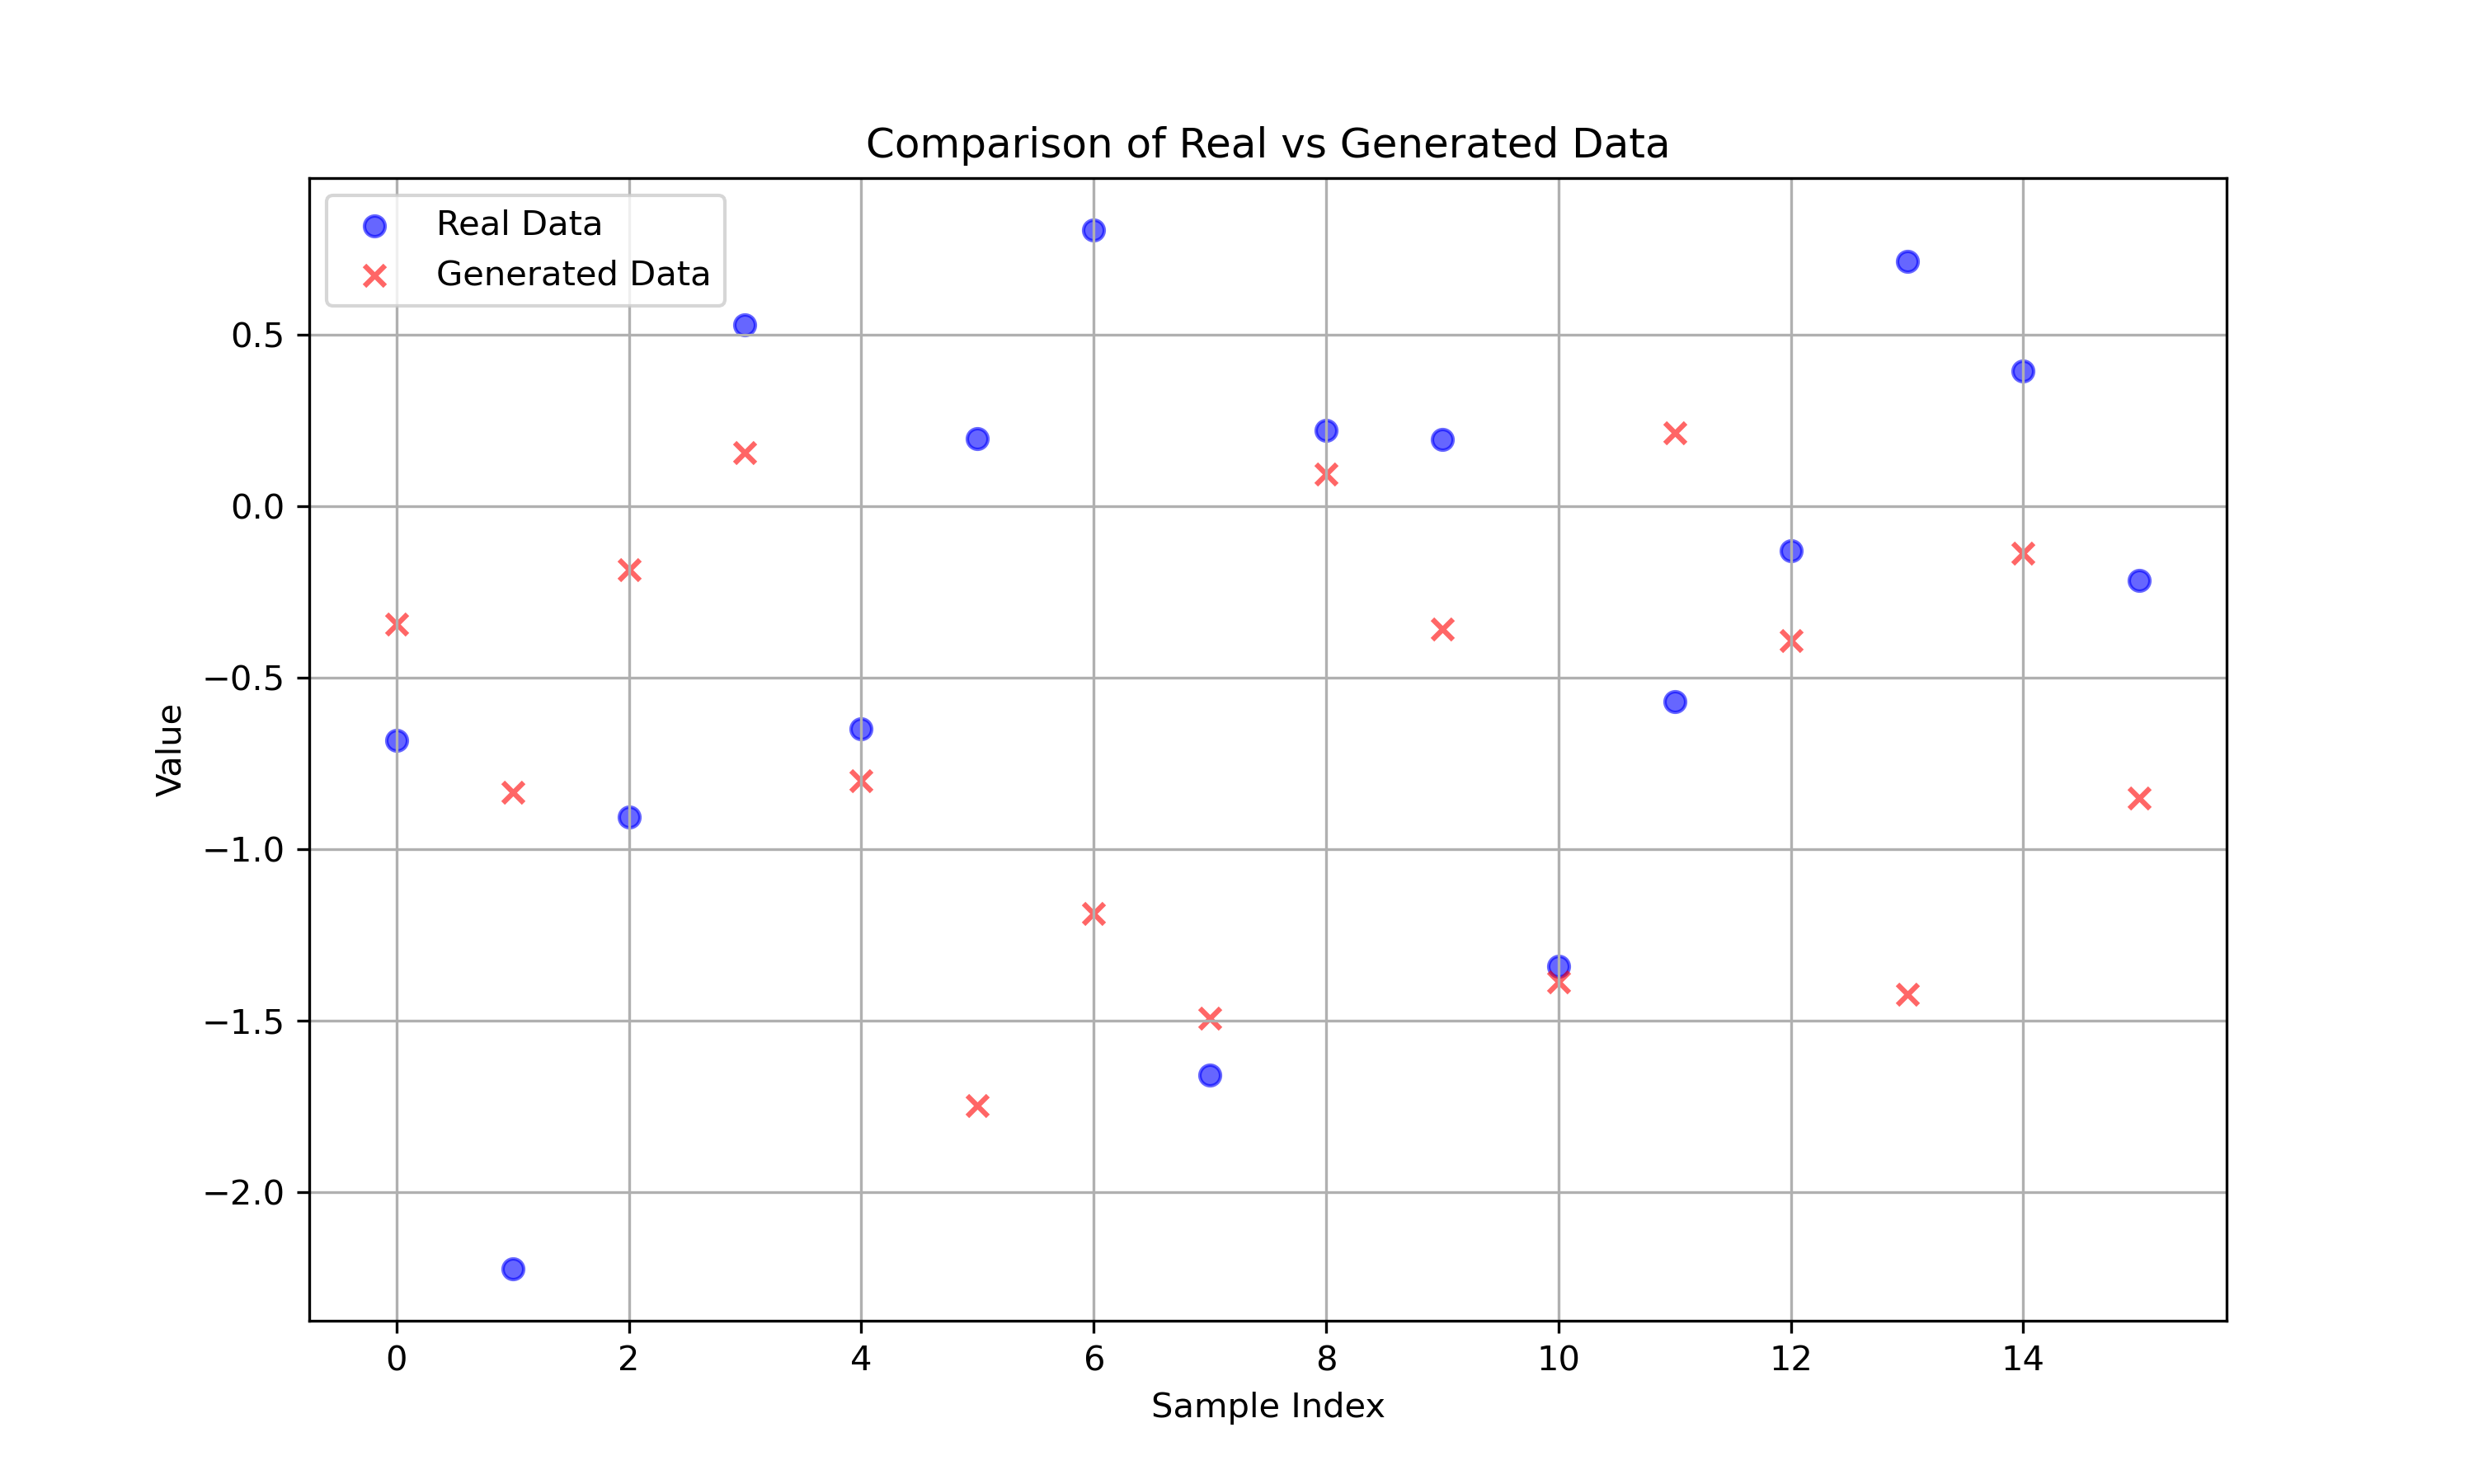 Comparison of Real vs Generated Data
Real Data
Generated Data
0.5
0.0
−0.5
−1.0
−1.5
−2.0
Value
0 2 4 6 8 10 12 14
Sample Index